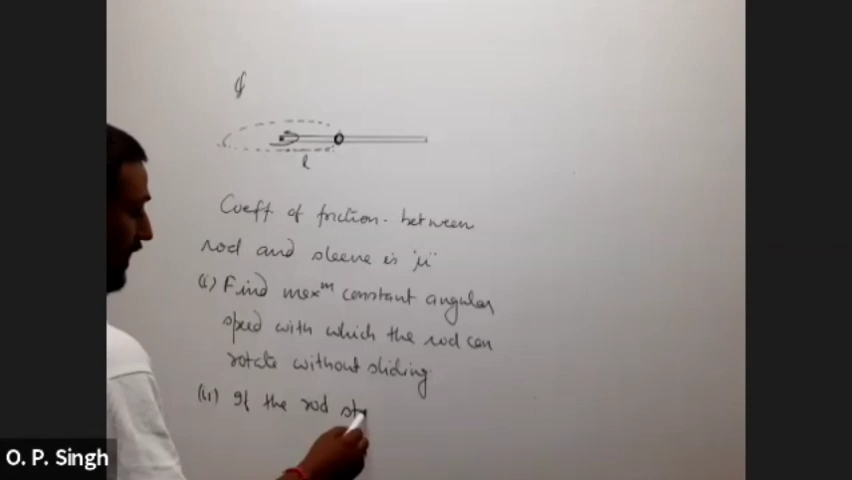 l
Coeff of friction. between
rod and sleeve is 'μ'
(i) Find maxᵐ constant angular
speed with which the rod can
rotate without sliding.
(ii) If the rod st
O. P. Singh